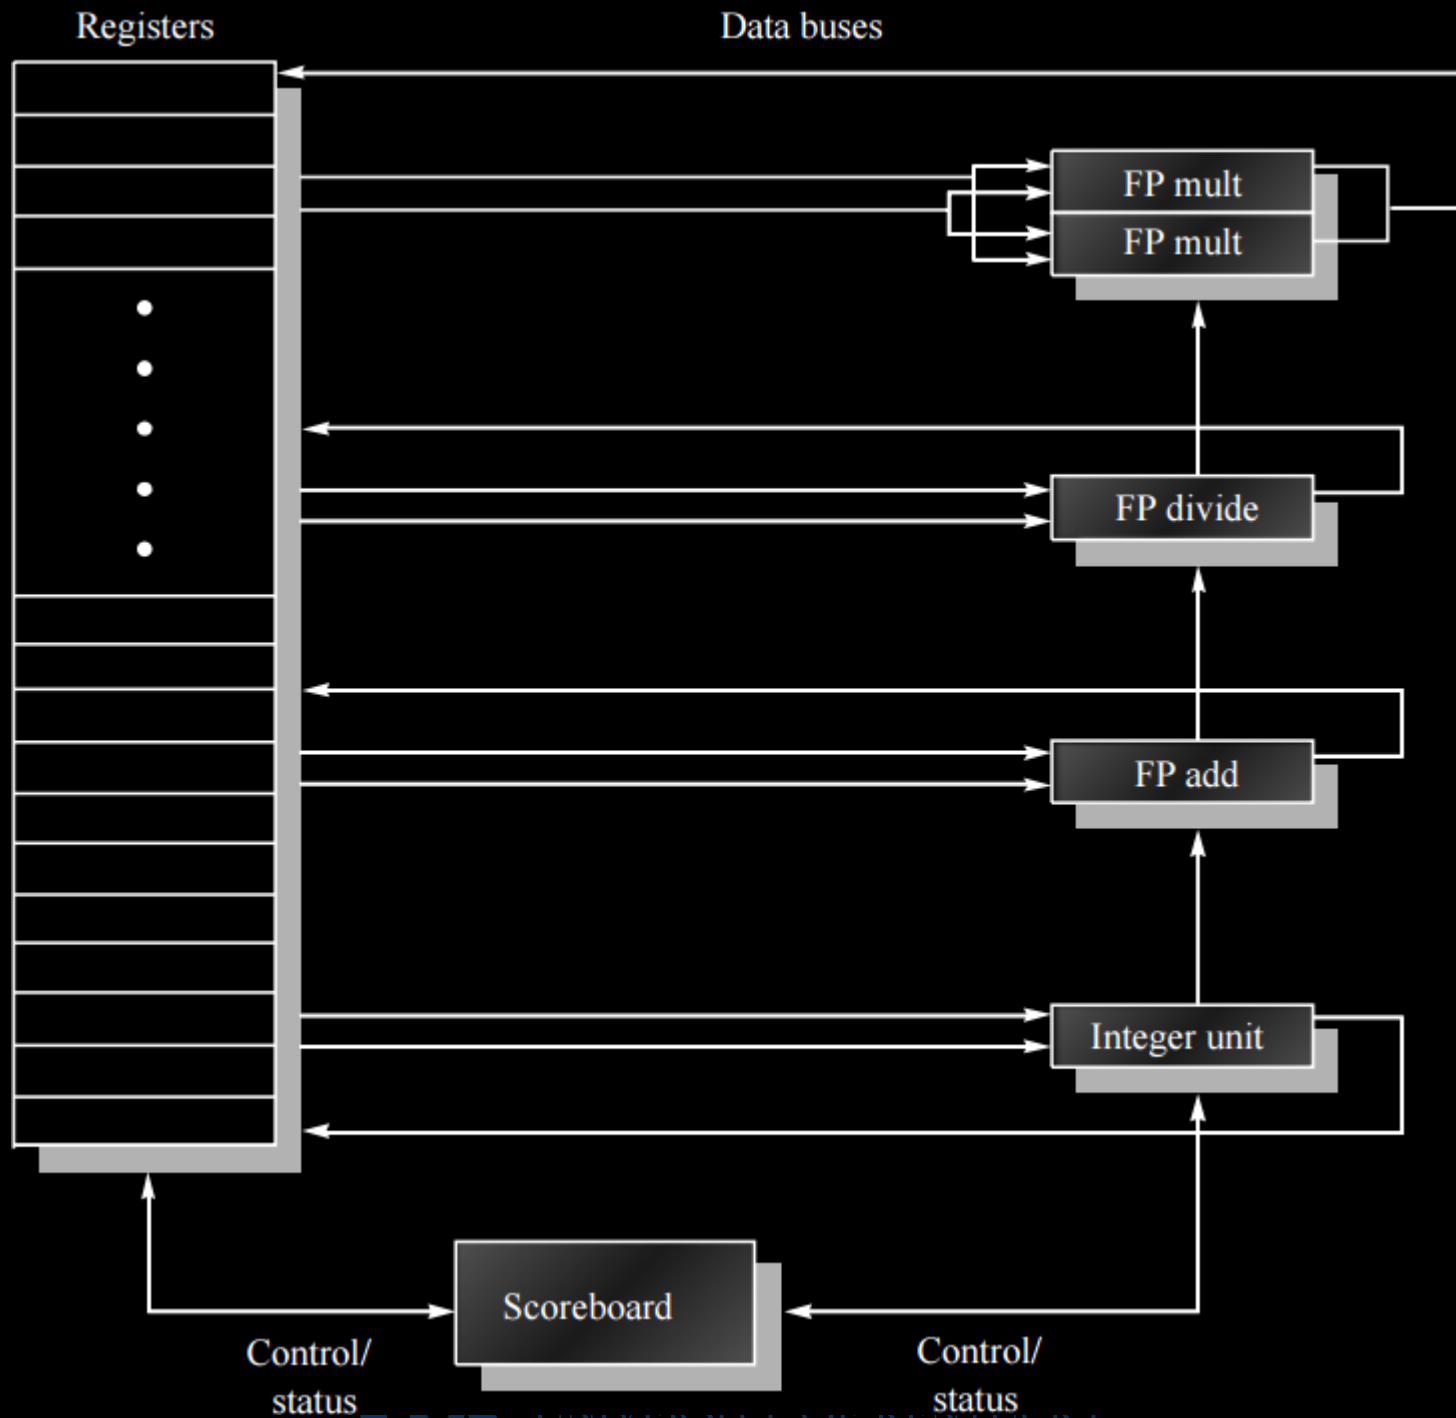 Registers
Data buses
FP mult
FP mult
FP divide
FP add
Integer unit
Scoreboard
Control/
status
Control/
status